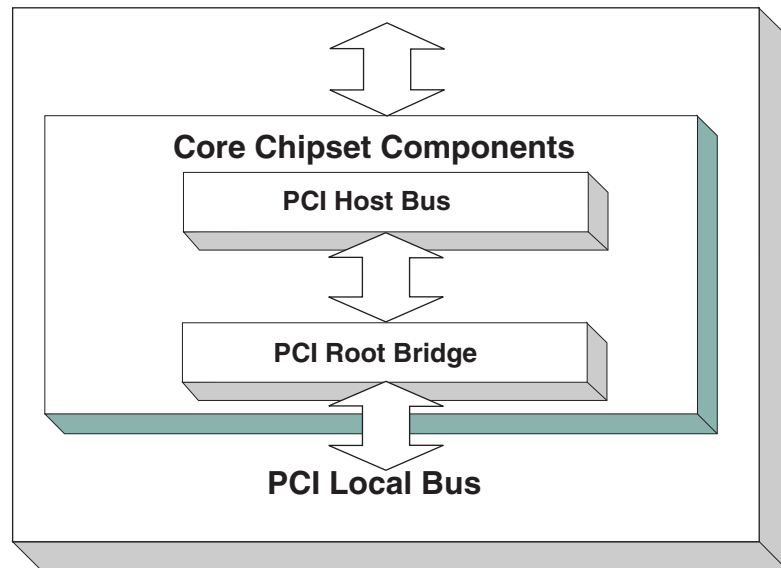 Core Chipset Components
PCI Host Bus
PCI Root Bridge
PCI Local Bus